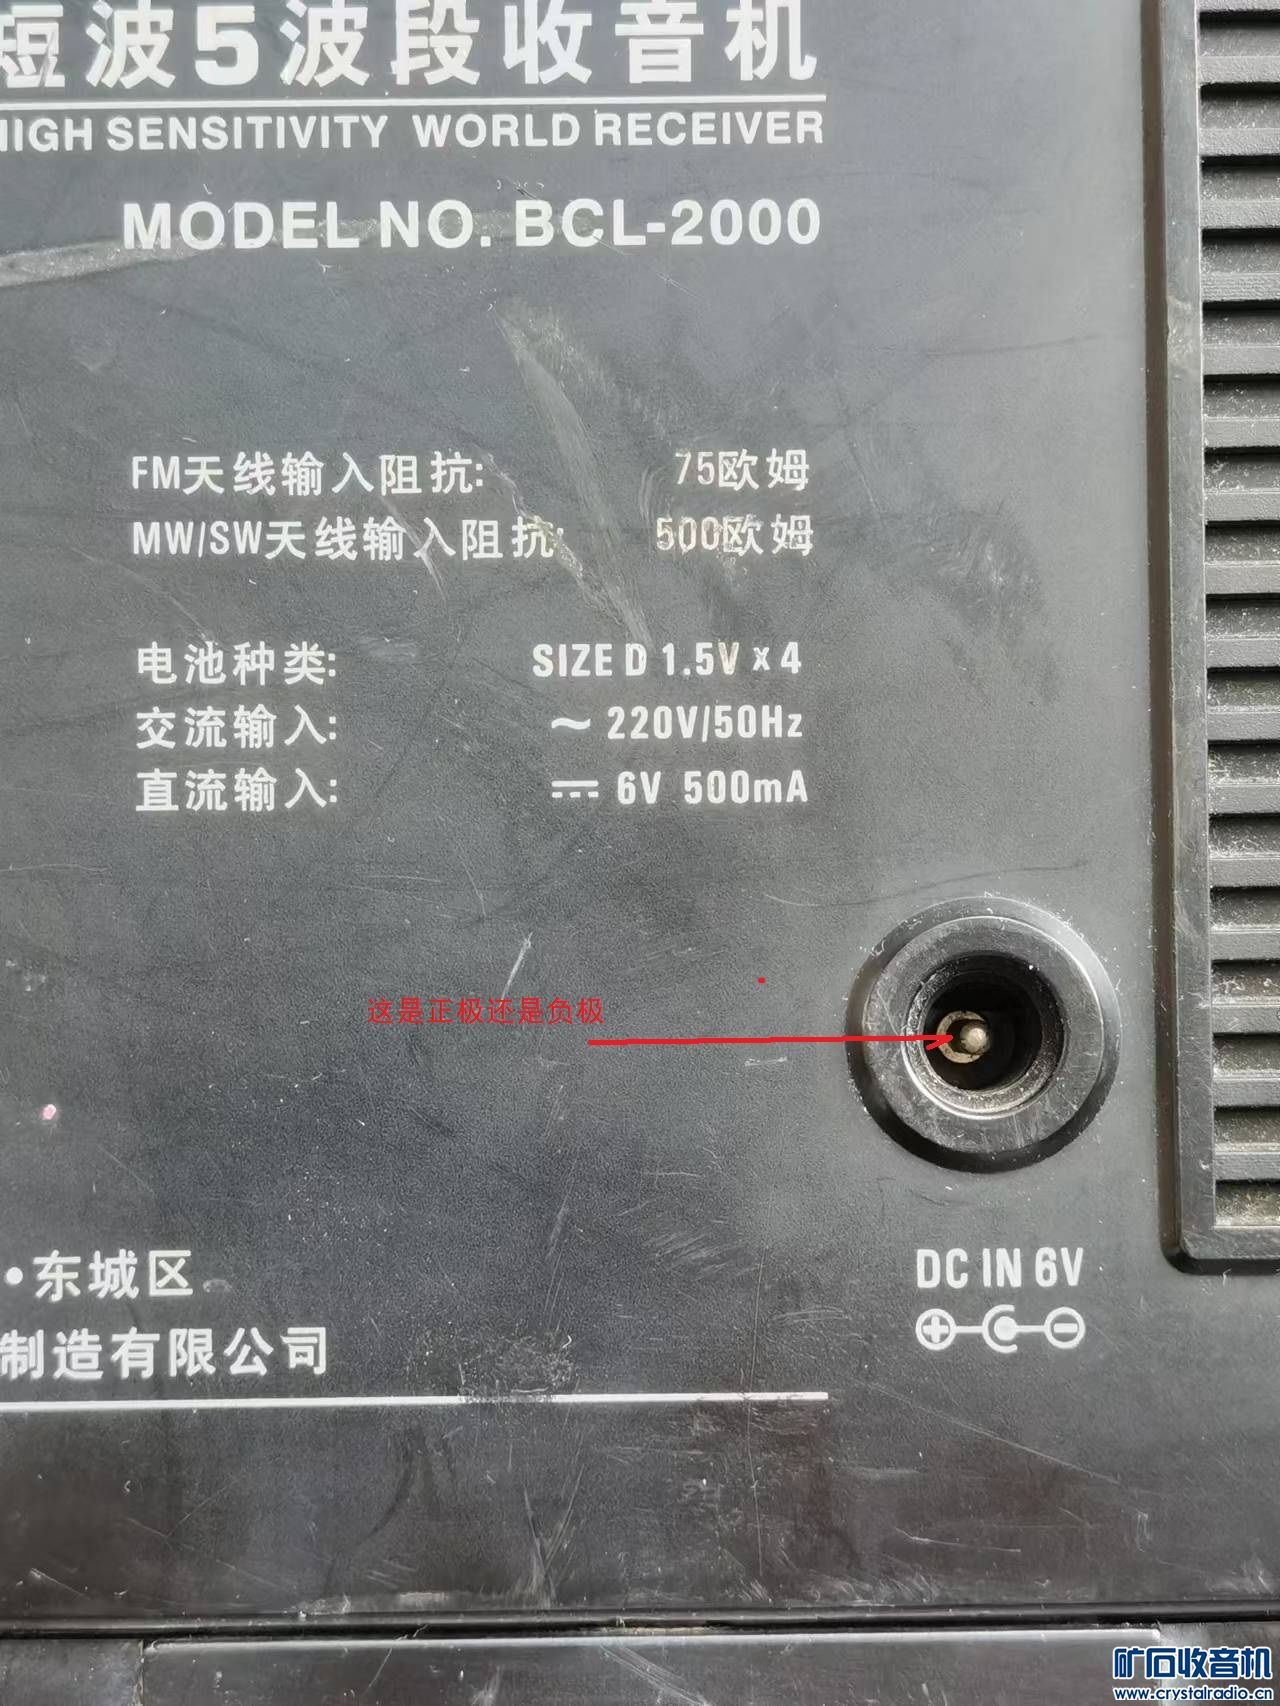 短波5波段收音机
HIGH SENSITIVITY WORLD RECEIVER
MODEL NO. BCL-2000
FM天线输入阻抗: 75欧姆
MW/SW天线输入阻抗: 500欧姆
电池种类: SIZE D 1.5V x 4
交流输入: ~ 220V/50Hz
直流输入: ⎓ 6V 500mA
这是正极还是负极
DC IN 6V
•东城区
制造有限公司
矿石收音机
www.crystalradio.cn